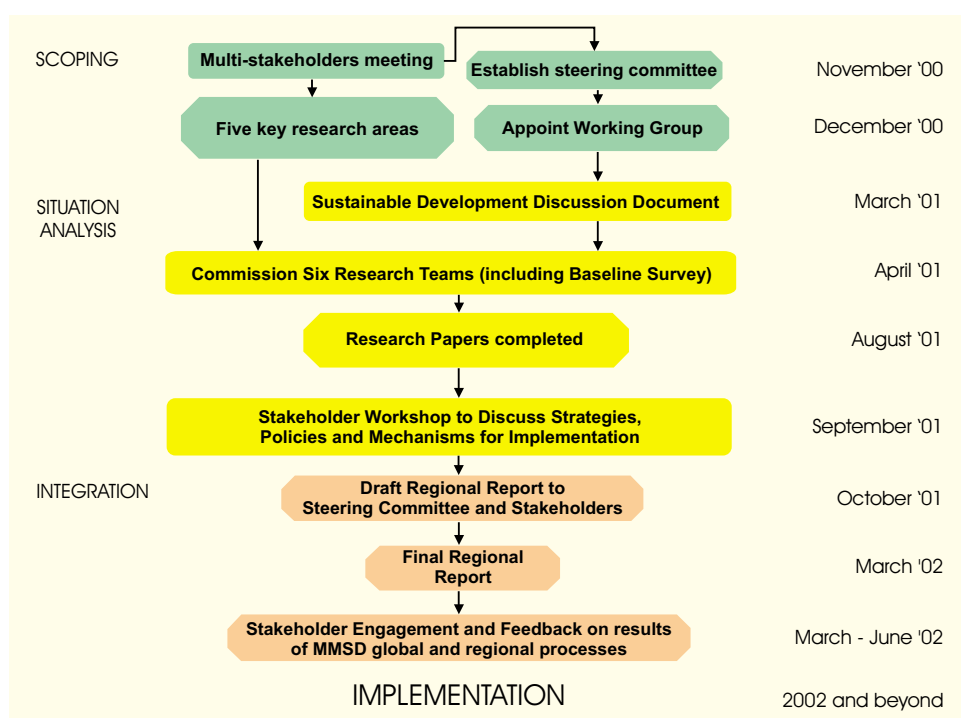 SCOPING
Multi-stakeholders meeting
Establish steering committee
November ‘00
Five key research areas
Appoint Working Group
December ‘00
SITUATION
ANALYSIS
Sustainable Development Discussion Document
March ‘01
Commission Six Research Teams (including Baseline Survey)
April ‘01
Research Papers completed
August ‘01
Stakeholder Workshop to Discuss Strategies,
Policies and Mechanisms for Implementation
September ‘01
INTEGRATION
Draft Regional Report to
Steering Committee and Stakeholders
October ‘01
Final Regional
Report
March '02
Stakeholder Engagement and Feedback on results
of MMSD global and regional processes
March - June '02
IMPLEMENTATION
2002 and beyond